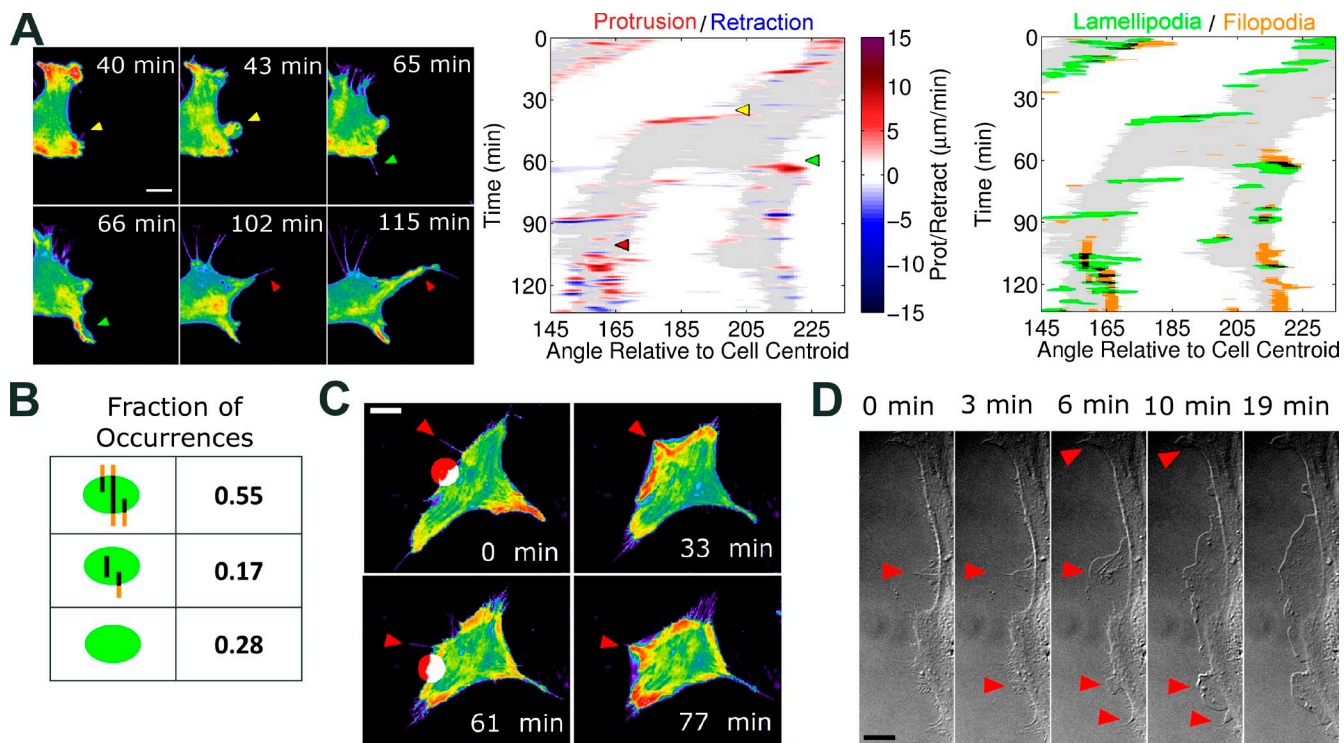 A
40 min
43 min
65 min
66 min
102 min
115 min
Protrusion/Retraction
Time (min)
0
30
60
90
120
145
165
185
205
225
Angle Relative to Cell Centroid
15
10
5
0
−5
−10
−15
Prot/Retract (μm/min)
Lamellipodia / Filopodia
Time (min)
0
30
60
90
120
145
165
185
205
225
Angle Relative to Cell Centroid
B
Fraction of
Occurrences
0.55
0.17
0.28
C
0 min
33 min
61 min
77 min
D
0 min
3 min
6 min
10 min
19 min